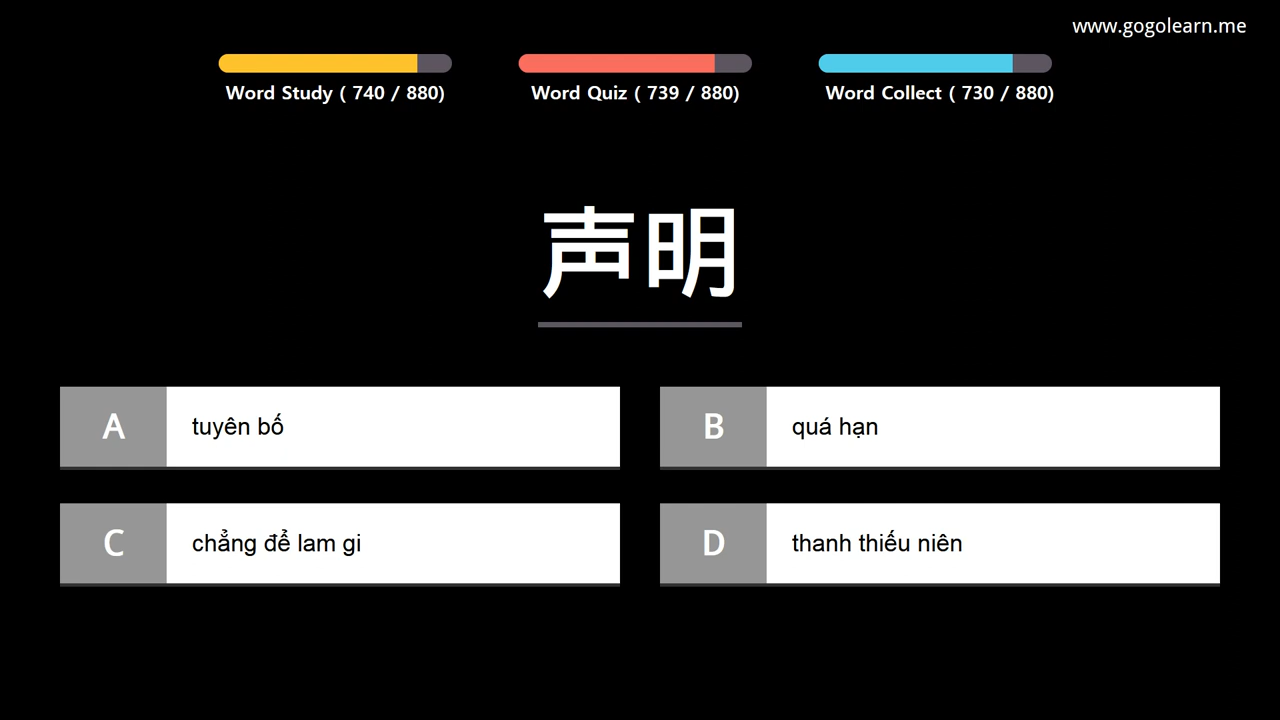 www.gogolearn.me
Word Study ( 740 / 880)
Word Quiz ( 739 / 880)
Word Collect ( 730 / 880)
声明
A
tuyên bố
B
quá hạn
C
chẳng để lam gi
D
thanh thiếu niên